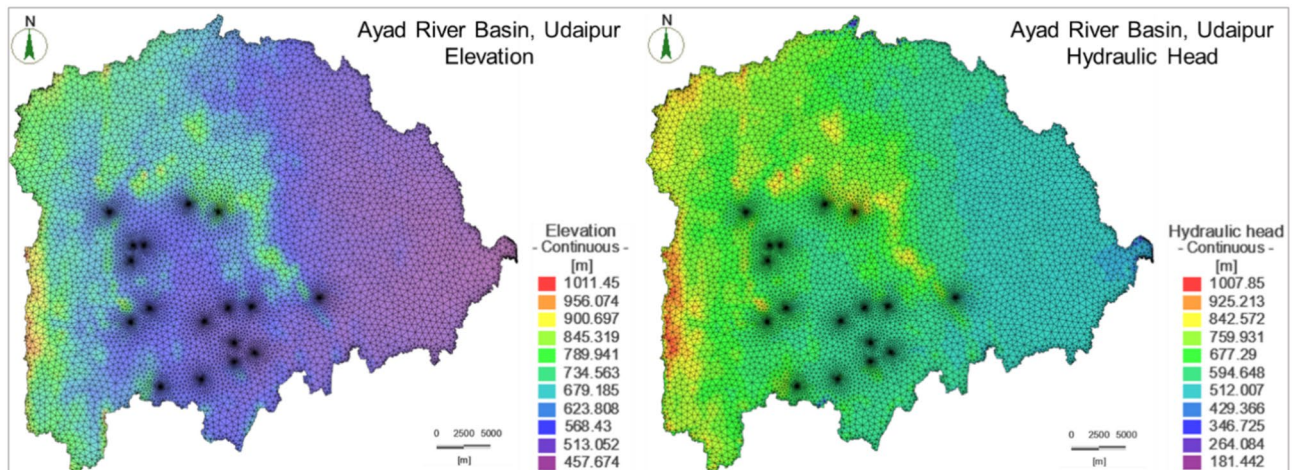 N
Ayad River Basin, Udaipur
Elevation
Elevation
- Continuous -
[m]
1011.45
956.074
900.697
845.319
789.941
734.563
679.185
623.808
568.43
513.052
457.674
0 2500 5000
[m]
N
Ayad River Basin, Udaipur
Hydraulic Head
Hydraulic head
- Continuous -
[m]
1007.85
925.213
842.572
759.931
677.29
594.648
512.007
429.366
346.725
264.084
181.442
0 2500 5000
[m]